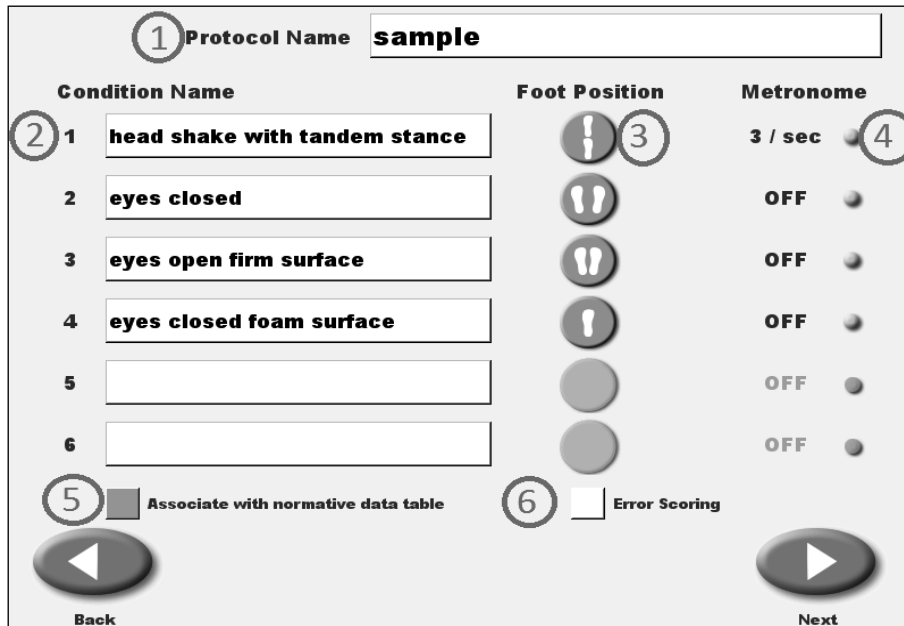 1 Protocol Name sample
Condition Name Foot Position Metronome
2 1 head shake with tandem stance 3 3 / sec 4
2 eyes closed OFF
3 eyes open firm surface OFF
4 eyes closed foam surface OFF
5 OFF
6 OFF
5 Associate with normative data table 6 Error Scoring
Back Next